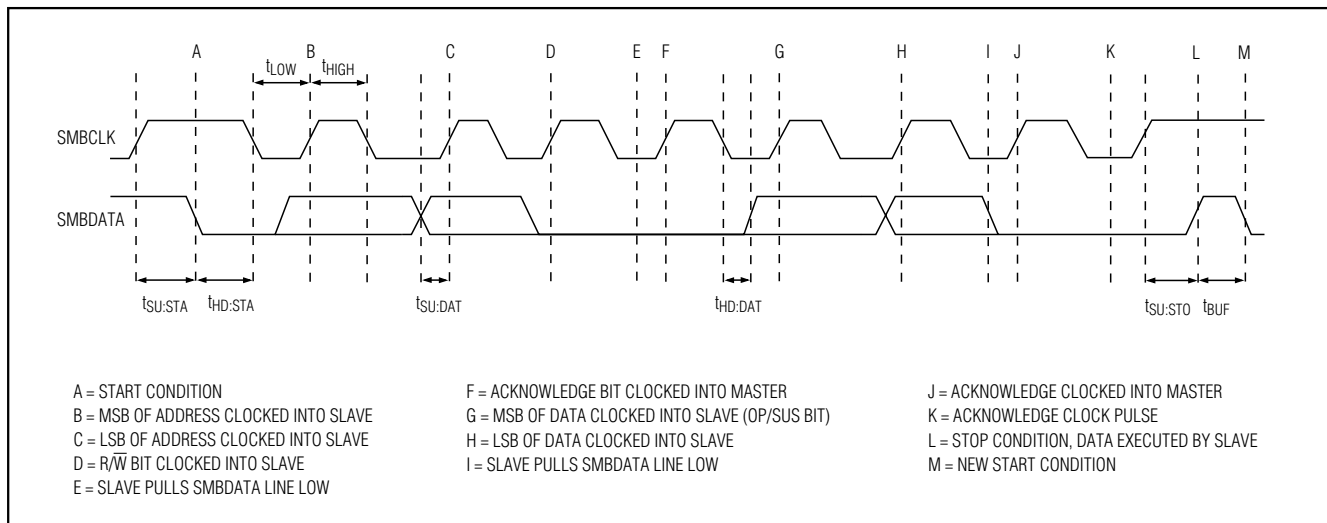 A B C D E F G H I J K L M
tLOW tHIGH
SMBCLK
SMBDATA
tSU:STA tHD:STA tSU:DAT tHD:DAT tSU:STO tBUF
A = START CONDITION
B = MSB OF ADDRESS CLOCKED INTO SLAVE
C = LSB OF ADDRESS CLOCKED INTO SLAVE
D = R/W̅ BIT CLOCKED INTO SLAVE
E = SLAVE PULLS SMBDATA LINE LOW
F = ACKNOWLEDGE BIT CLOCKED INTO MASTER
G = MSB OF DATA CLOCKED INTO SLAVE (OP/SUS BIT)
H = LSB OF DATA CLOCKED INTO SLAVE
I = SLAVE PULLS SMBDATA LINE LOW
J = ACKNOWLEDGE CLOCKED INTO MASTER
K = ACKNOWLEDGE CLOCK PULSE
L = STOP CONDITION, DATA EXECUTED BY SLAVE
M = NEW START CONDITION